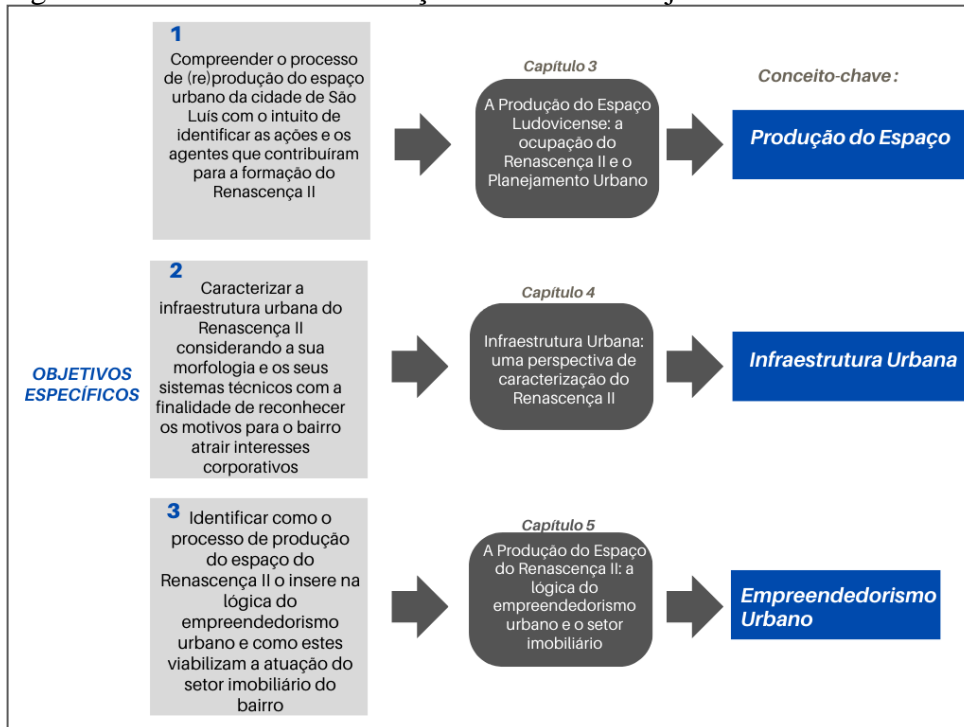 1
Compreender o processo
de (re)produção do espaço
urbano da cidade de São
Luís com o intuito de
identificar as ações e os
agentes que contribuíram
para a formação do
Renascença II
Capítulo 3
A Produção do Espaço
Ludovicense: a
ocupação do
Renascença II e o
Planejamento Urbano
Conceito-chave:
Produção do Espaço
OBJETIVOS
ESPECÍFICOS
2
Caracterizar a
infraestrutura urbana do
Renascença II
considerando a sua
morfologia e os seus
sistemas técnicos com a
finalidade de reconhecer
os motivos para o bairro
atrair interesses
corporativos
Capítulo 4
Infraestrutura Urbana:
uma perspectiva de
caracterização do
Renascença II
Infraestrutura Urbana
3 Identificar como o
processo de produção
do espaço do
Renascença II o insere na
lógica do
empreendedorismo
urbano e como estes
viabilizam a atuação do
setor imobiliário do
bairro
Capítulo 5
A Produção do Espaço
do Renascença II: a
lógica do
empreendedorismo
urbano e o setor
imobiliário
Empreendedorismo
Urbano